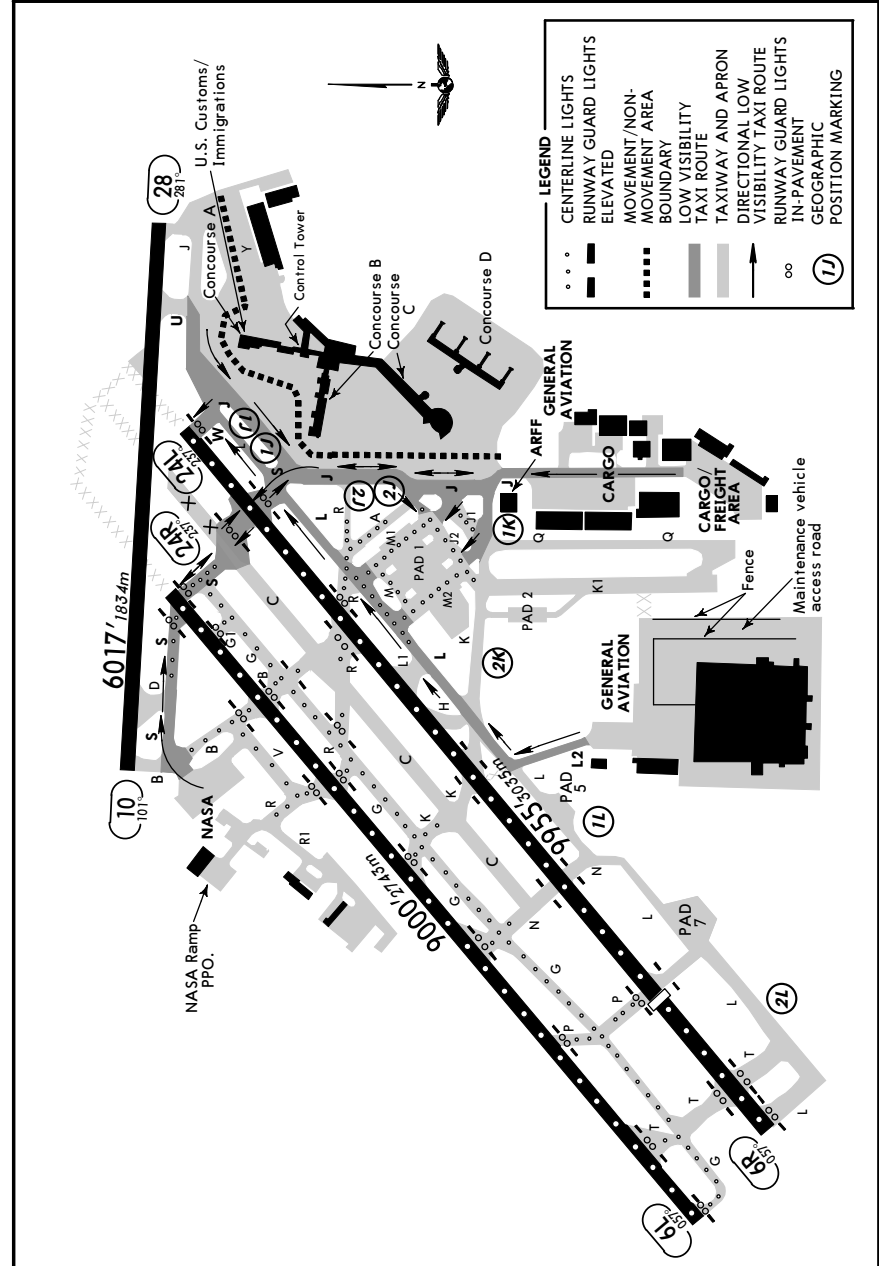 6017' 1834m
28
281°
10
101°
24L
237°
24R
237°
6L
057°
6R
057°
9000' 2743m
9955' 3035m
U.S. Customs/
Immigrations
Concourse A
Control Tower
Concourse B
Concourse
C
Concourse D
N
J
Y
U
J
W
1J
1J
S
J
2J
2J
L
R
A
M1
M
PAD 1
J2
J1
M2
J
J
1K
ARFF
GENERAL
AVIATION
CARGO
CARGO/
FREIGHT
AREA
Q
Q
K1
PAD 2
K
2K
L
L1
H
R
R
C
S
G1
G
B
B
B
D
S
S
V
R
R
R1
NASA
NASA Ramp
PPO.
G
K
K
C
C
G
N
N
G
P
P
T
T
T
G
L
L
L
L
2L
PAD
7
1L
PAD
5
L2
GENERAL
AVIATION
Fence
Maintenance vehicle
access road
LEGEND
CENTERLINE LIGHTS
RUNWAY GUARD LIGHTS
ELEVATED
MOVEMENT/NON-
MOVEMENT AREA
BOUNDARY
LOW VISIBILITY
TAXI ROUTE
TAXIWAY AND APRON
DIRECTIONAL LOW
VISIBILITY TAXI ROUTE
RUNWAY GUARD LIGHTS
IN-PAVEMENT
GEOGRAPHIC
POSITION MARKING
1J